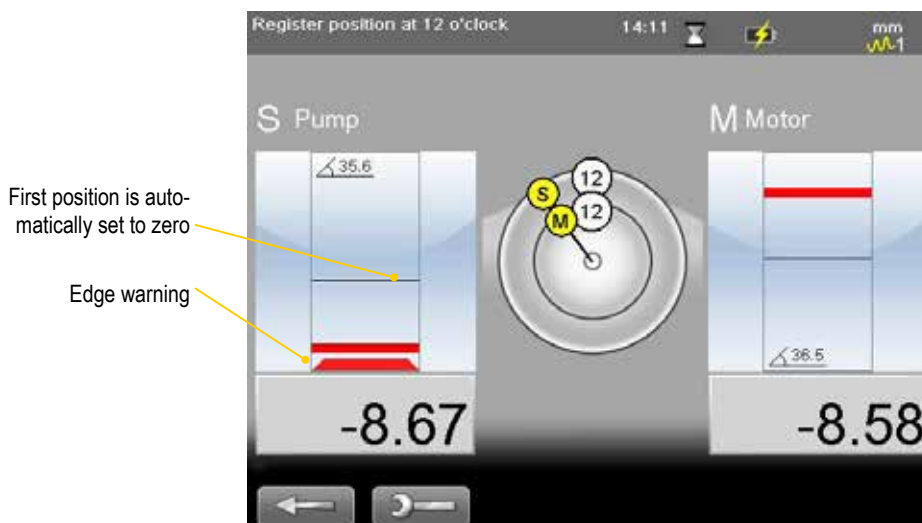 Register position at 12 o'clock
14:11
mm
1
S Pump
M Motor
35.6
First position is auto-
matically set to zero
Edge warning
12
S
M
12
36.5
-8.67
-8.58